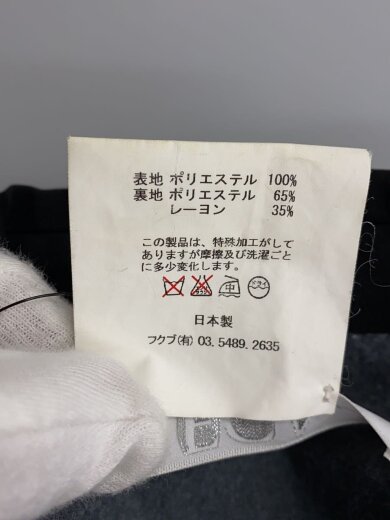 表地 ポリエステル 100%
裏地 ポリエステル 65%
レーヨン 35%
この製品は、特殊加工がして
ありますが摩擦及び洗濯ごと
に多少変化します。
中
日本製
フクブ(有) 03.5489.2635